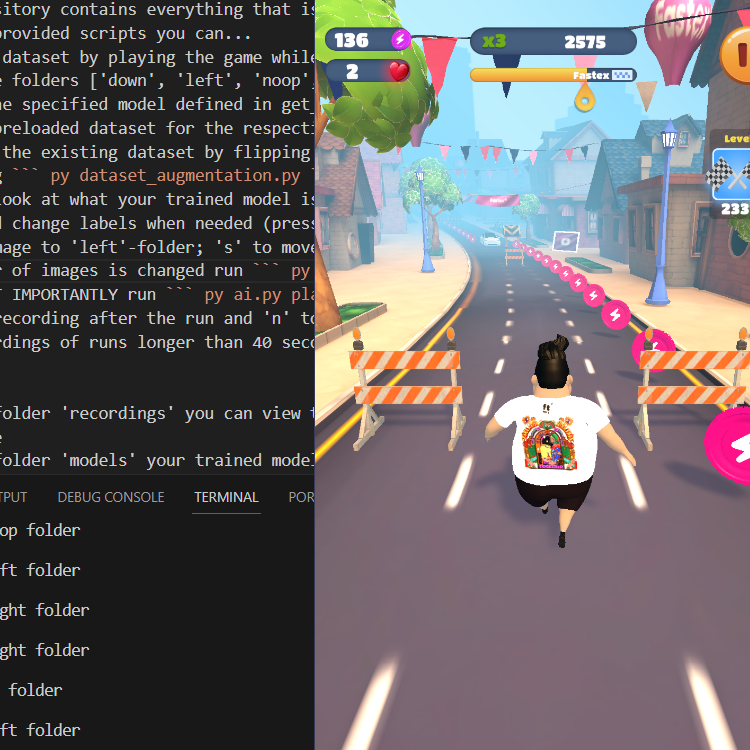 sitory contains everything that is
provided scripts you can...
dataset by playing the game while
e folders ['down', 'left', 'noop'
he specified model defined in get
preloaded dataset for the respecti
the existing dataset by flipping
g ``` py dataset_augmentation.py
look at what your trained model is
d change labels when needed (press
mage to 'left'-folder; 's' to move
r of images is changed run ``` py
T IMPORTANTLY run ``` py ai.py pla
recording after the run and 'n' to
rdings of runs longer than 40 seco
folder 'recordings' you can view t
e
folder 'models' your trained model
TPUT DEBUG CONSOLE TERMINAL POR
op folder
ft folder
ght folder
ght folder
folder
ft folder
136
x3 2575
2
Fastex
Fastex
Leve
233